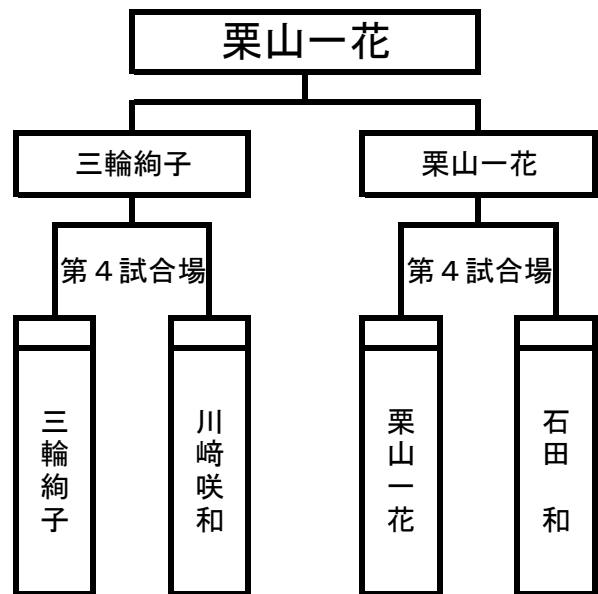 栗山一花
三輪絢子
栗山一花
第４試合場
第４試合場
三輪絢子
川﨑咲和
栗山一花
石田　和